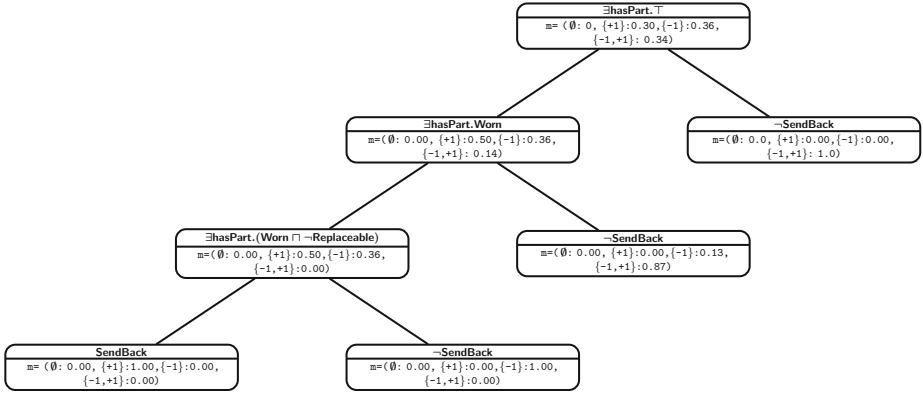 ∃hasPart.⊤
m= (∅: 0, {+1}:0.30,{-1}:0.36,
{-1,+1}: 0.34)
∃hasPart.Worn
m=(∅: 0.00, {+1}:0.50,{-1}:0.36,
{-1,+1}: 0.14)
¬SendBack
m=(∅: 0.0, {+1}:0.00,{-1}:0.00,
{-1,+1}: 1.0)
∃hasPart.(Worn ⊓ ¬Replaceable)
m=(∅: 0.00, {+1}:0.50,{-1}:0.36,
{-1,+1}:0.00)
¬SendBack
m=(∅: 0.00, {+1}:0.00,{-1}:0.13,
{-1,+1}:0.87)
SendBack
m= (∅: 0.00, {+1}:1.00,{-1}:0.00,
{-1,+1}:0.00)
¬SendBack
m=(∅: 0.00, {+1}:0.00,{-1}:1.00,
{-1,+1}:0.00)